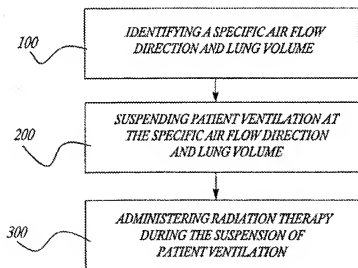 100
IDENTIFYING A SPECIFIC AIR FLOW
DIRECTION AND LUNG VOLUME
200
SUSPENDING PATIENT VENTILATION AT
THE SPECIFIC AIR FLOW DIRECTION
AND LUNG VOLUME
300
ADMINISTERING RADIATION THERAPY
DURING THE SUSPENSION OF
PATIENT VENTILATION